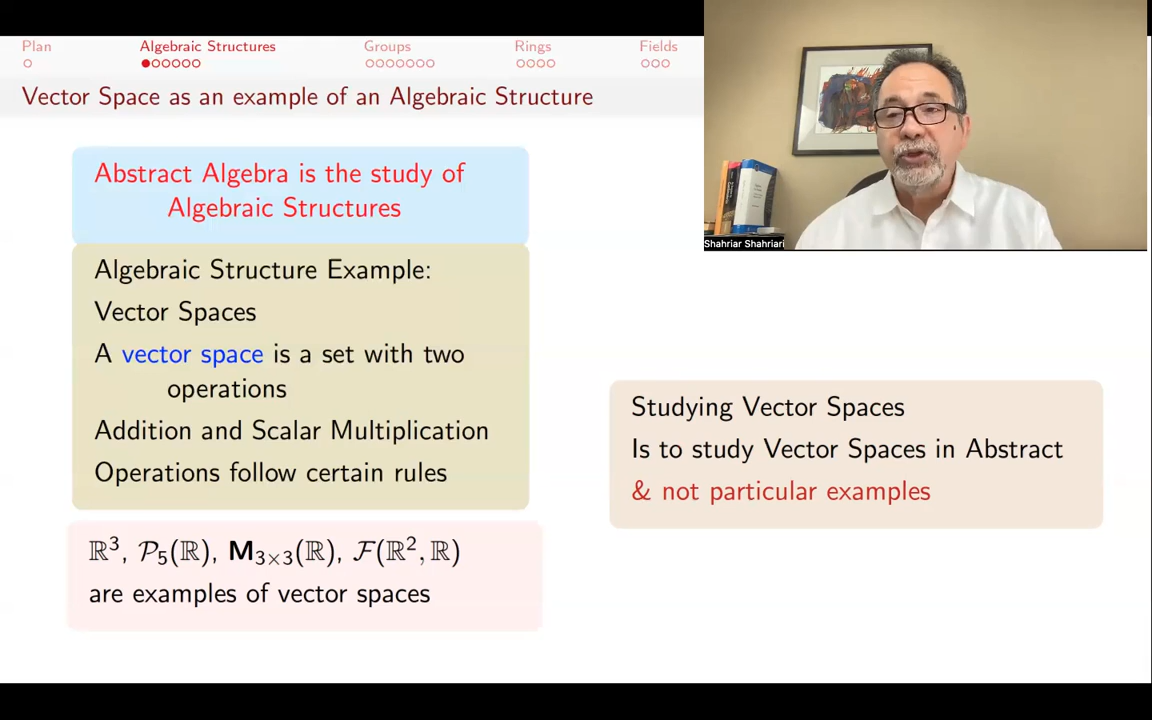 Plan Algebraic Structures Groups Rings Fields
Vector Space as an example of an Algebraic Structure
Abstract Algebra is the study of
Algebraic Structures
Algebraic Structure Example:
Vector Spaces
A vector space is a set with two
operations
Addition and Scalar Multiplication
Operations follow certain rules
ℝ³, 𝒫₅(ℝ), 𝐌₃ₓ₃(ℝ), ℱ(ℝ², ℝ)
are examples of vector spaces
Shahriar Shahriari
Studying Vector Spaces
Is to study Vector Spaces in Abstract
& not particular examples